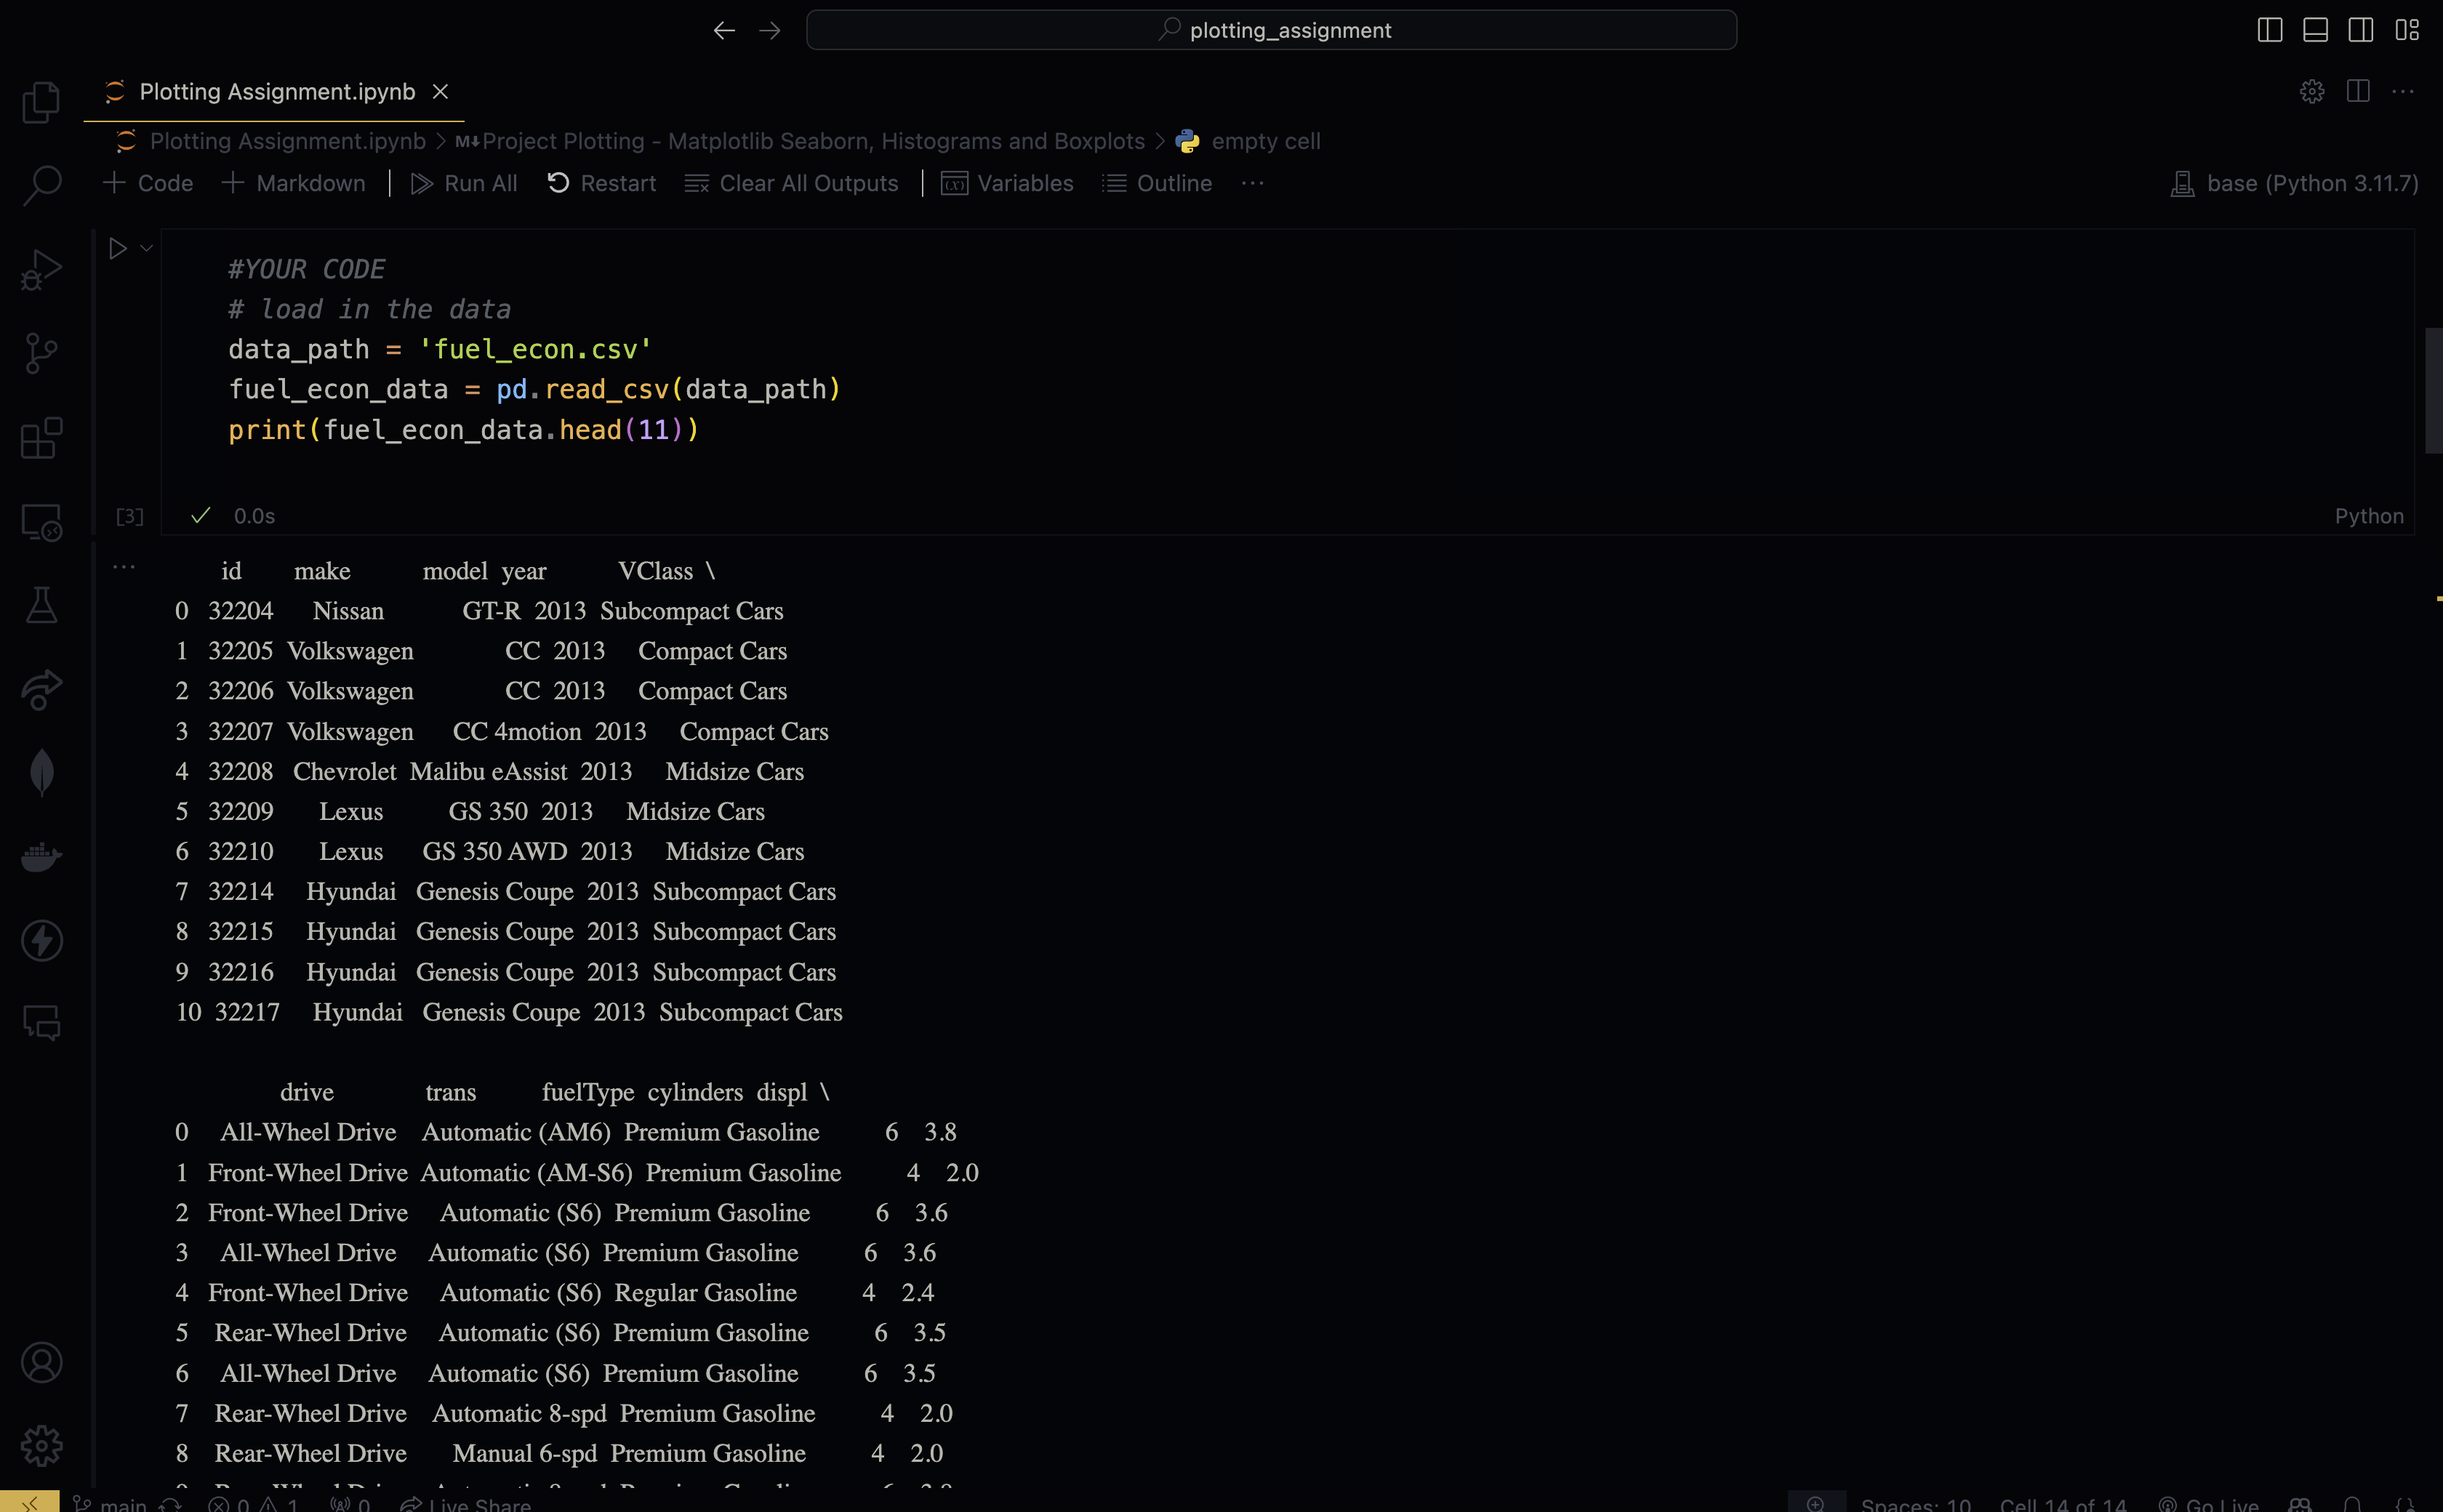 plotting_assignment
Plotting Assignment.ipynb
Plotting Assignment.ipynb > M↓Project Plotting - Matplotlib Seaborn, Histograms and Boxplots > empty cell
+ Code + Markdown | Run All Restart Clear All Outputs | Variables Outline ... base (Python 3.11.7)
#YOUR CODE
# load in the data
data_path = 'fuel_econ.csv'
fuel_econ_data = pd.read_csv(data_path)
print(fuel_econ_data.head(11))
[3] 0.0s Python
id make model year VClass \
0 32204 Nissan GT-R 2013 Subcompact Cars
1 32205 Volkswagen CC 2013 Compact Cars
2 32206 Volkswagen CC 2013 Compact Cars
3 32207 Volkswagen CC 4motion 2013 Compact Cars
4 32208 Chevrolet Malibu eAssist 2013 Midsize Cars
5 32209 Lexus GS 350 2013 Midsize Cars
6 32210 Lexus GS 350 AWD 2013 Midsize Cars
7 32214 Hyundai Genesis Coupe 2013 Subcompact Cars
8 32215 Hyundai Genesis Coupe 2013 Subcompact Cars
9 32216 Hyundai Genesis Coupe 2013 Subcompact Cars
10 32217 Hyundai Genesis Coupe 2013 Subcompact Cars
drive trans fuelType cylinders displ \
0 All-Wheel Drive Automatic (AM6) Premium Gasoline 6 3.8
1 Front-Wheel Drive Automatic (AM-S6) Premium Gasoline 4 2.0
2 Front-Wheel Drive Automatic (S6) Premium Gasoline 6 3.6
3 All-Wheel Drive Automatic (S6) Premium Gasoline 6 3.6
4 Front-Wheel Drive Automatic (S6) Regular Gasoline 4 2.4
5 Rear-Wheel Drive Automatic (S6) Premium Gasoline 6 3.5
6 All-Wheel Drive Automatic (S6) Premium Gasoline 6 3.5
7 Rear-Wheel Drive Automatic 8-spd Premium Gasoline 4 2.0
8 Rear-Wheel Drive Manual 6-spd Premium Gasoline 4 2.0
main 0 1 0 Live Share Spaces: 10 Cell 14 of 14 Go Live